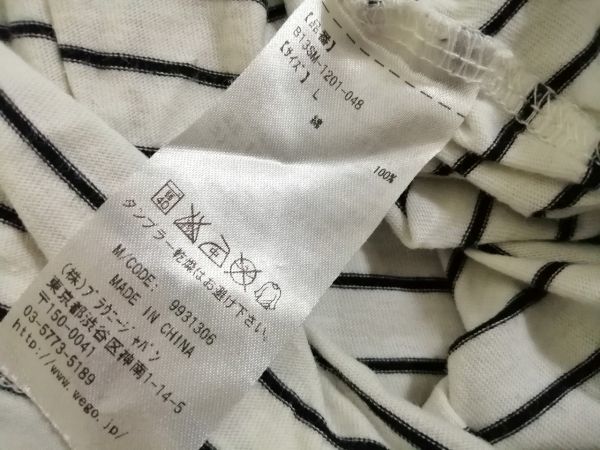 【品番】
B13SM-1201-048
【サイズ】 L
綿 100%
弱 40
タンブラー乾燥はお避け下さい。
M/CODE: 9931306
MADE IN CHINA
(株)アラウニージャパン
〒150-0041
東京都渋谷区神南1-14-5
03-5773-5189
http://www.wego.jp/